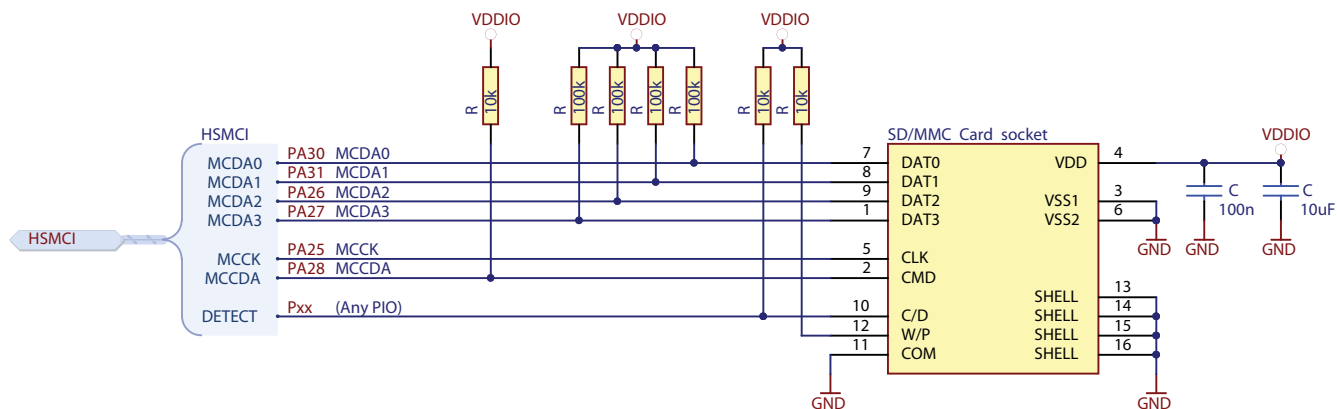 VDDIO VDDIO VDDIO
R 10k R 100k R 100k R 100k R 100k R 10k R 10k
HSMCI SD/MMC Card socket VDDIO
MCDA0 PA30 MCDA0 7 DAT0 VDD 4
MCDA1 PA31 MCDA1 8 DAT1
MCDA2 PA26 MCDA2 9 DAT2 VSS1 3 C 100n C 10uF
MCDA3 PA27 MCDA3 1 DAT3 VSS2 6
HSMCI GND GND GND
MCCK PA25 MCCK 5 CLK
MCCDA PA28 MCCDA 2 CMD
SHELL 13
DETECT Pxx (Any PIO) 10 C/D SHELL 14
12 W/P SHELL 15
11 COM SHELL 16
GND GND